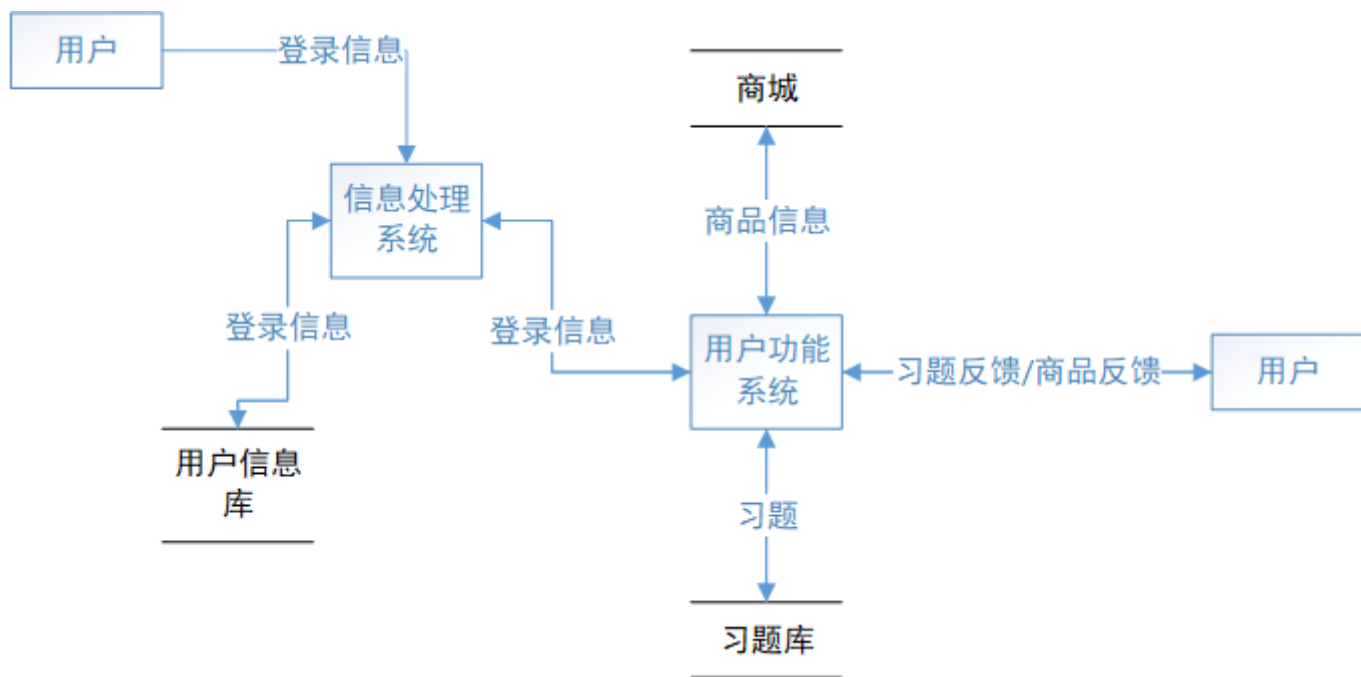 用户
登录信息
商城
信息处理
系统
商品信息
登录信息
登录信息
用户功能
系统
习题反馈/商品反馈
用户
用户信息
库
习题
习题库